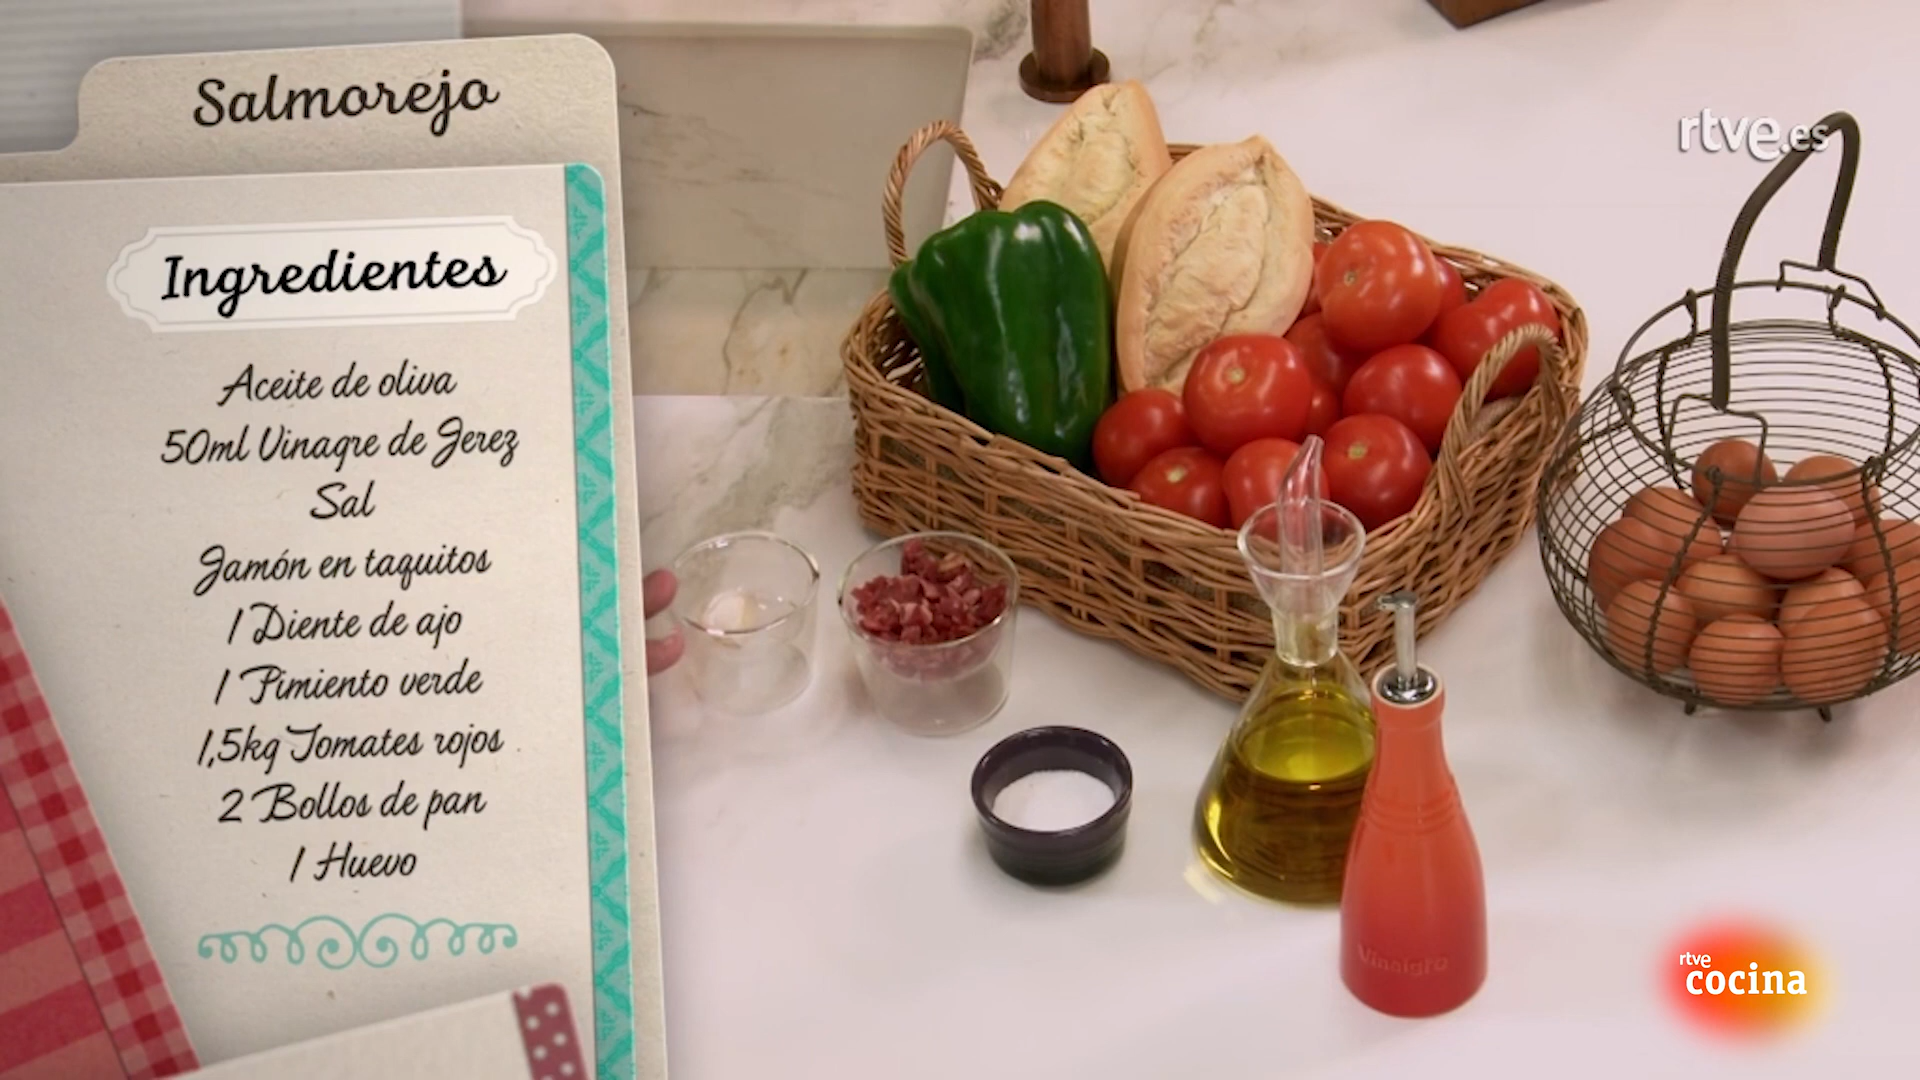 Salmorejo
Ingredientes
Aceite de oliva
50ml Vinagre de Jerez
Sal
Jamón en taquitos
1 Diente de ajo
1 Pimiento verde
1,5kg Tomates rojos
2 Bollos de pan
1 Huevo
rtve.es
Vinaigre
rtve
cocina